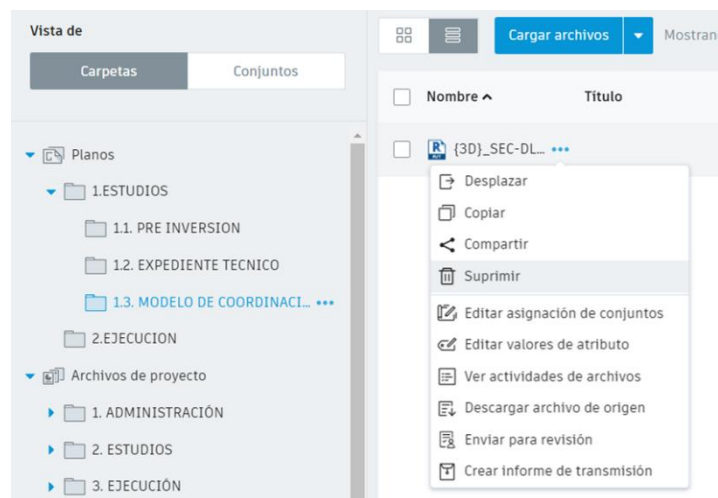 Vista de
Carpetas
Conjuntos
Planos
1.ESTUDIOS
1.1. PRE INVERSION
1.2. EXPEDIENTE TECNICO
1.3. MODELO DE COORDINACI...
2.EJECUCION
Archivos de proyecto
1. ADMINISTRACIÓN
2. ESTUDIOS
3. EJECUCIÓN
Cargar archivos
Mostran
Nombre
Título
{3D}_SEC-DL...
Desplazar
Copiar
Compartir
Suprimir
Editar asignación de conjuntos
Editar valores de atributo
Ver actividades de archivos
Descargar archivo de origen
Enviar para revisión
Crear informe de transmisión